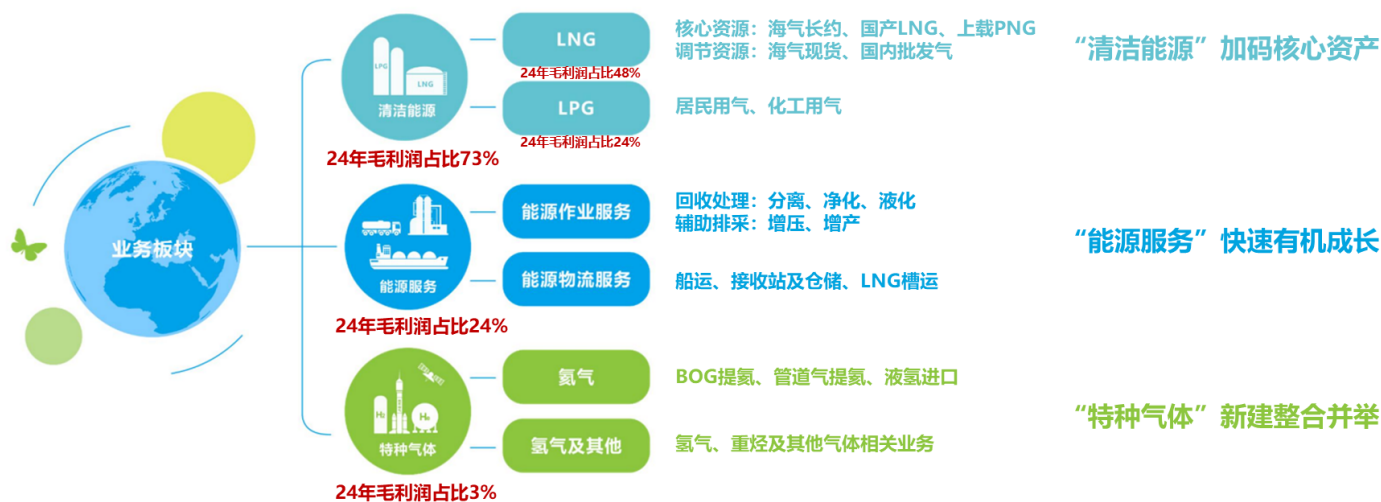 业务板块
LPG
LNG
清洁能源
24年毛利润占比73%
LNG
24年毛利润占比48%
核心资源：海气长约、国产LNG、上载PNG
调节资源：海气现货、国内批发气
LPG
24年毛利润占比24%
居民用气、化工用气
“清洁能源”加码核心资产
能源服务
24年毛利润占比24%
能源作业服务
回收处理：分离、净化、液化
辅助排采：增压、增产
能源物流服务
船运、接收站及仓储、LNG槽运
“能源服务”快速有机成长
H₂
He
特种气体
24年毛利润占比3%
氦气
BOG提氦、管道气提氦、液氢进口
氢气及其他
氢气、重烃及其他气体相关业务
“特种气体”新建整合并举